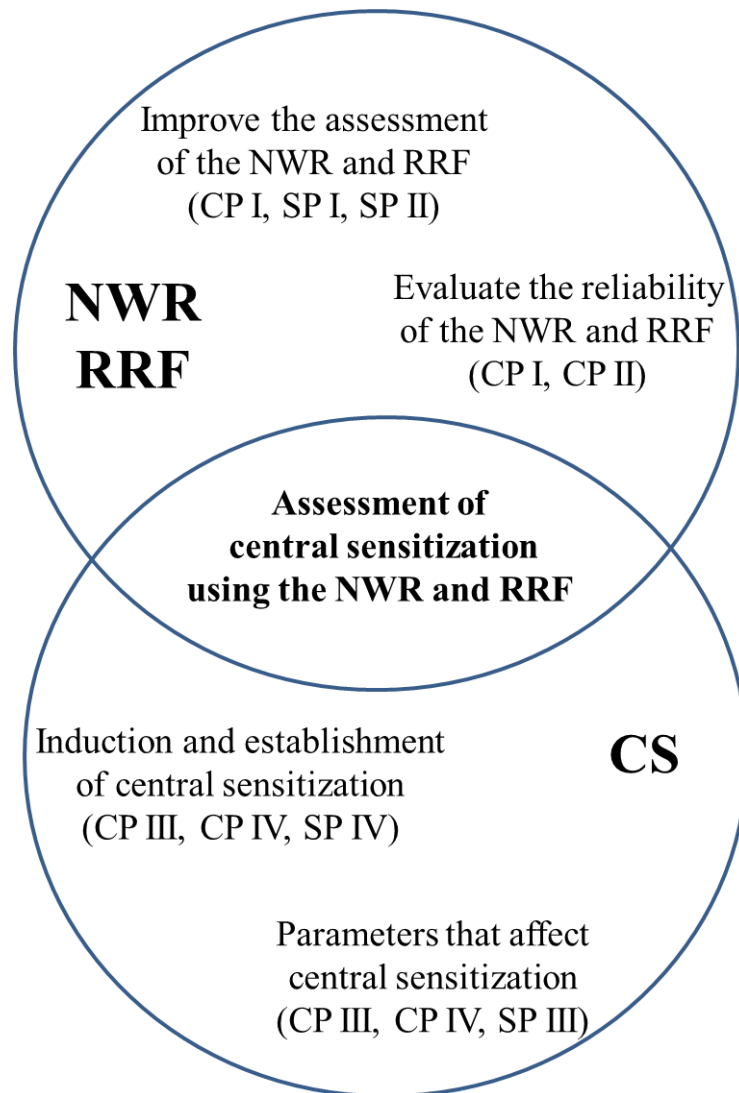 Improve the assessment
of the NWR and RRF
(CP I, SP I, SP II)
NWR
RRF
Evaluate the reliability
of the NWR and RRF
(CP I, CP II)
Assessment of
central sensitization
using the NWR and RRF
Induction and establishment
of central sensitization
(CP III, CP IV, SP IV)
CS
Parameters that affect
central sensitization
(CP III, CP IV, SP III)